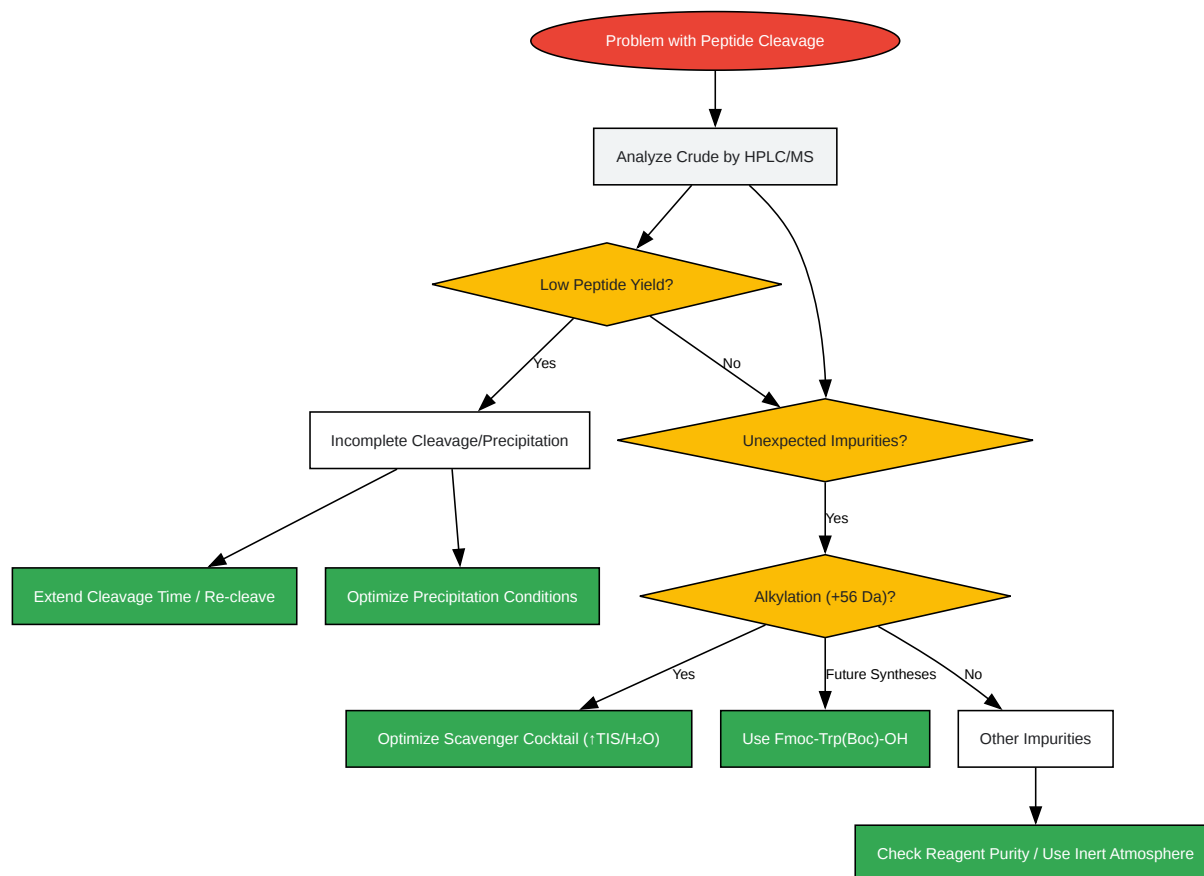 Problem with Peptide Cleavage
Analyze Crude by HPLC/MS
Low Peptide Yield?
Yes
No
Incomplete Cleavage/Precipitation
Unexpected Impurities?
Yes
Extend Cleavage Time / Re-cleave
Optimize Precipitation Conditions
Alkylation (+56 Da)?
Yes
Future Syntheses
No
Optimize Scavenger Cocktail (↑TIS/H₂O)
Use Fmoc-Trp(Boc)-OH
Other Impurities
Check Reagent Purity / Use Inert Atmosphere